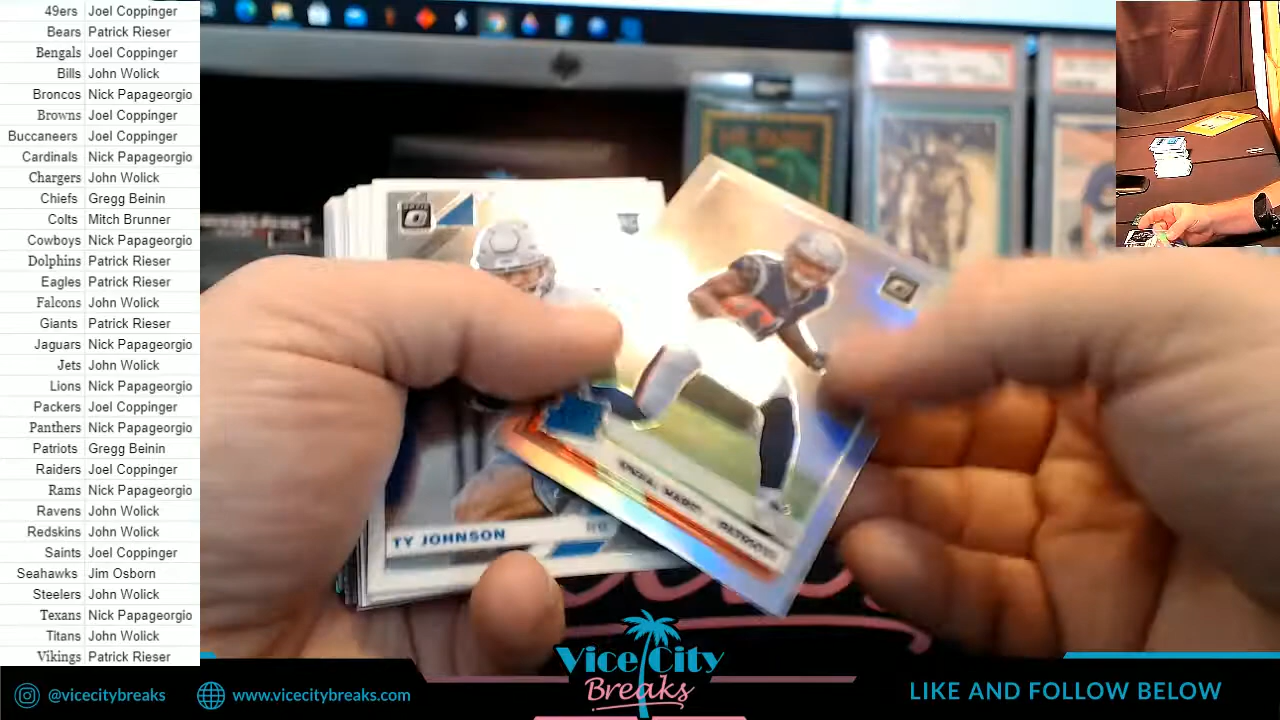 49ers Joel Coppinger
Bears Patrick Rieser
Bengals Joel Coppinger
Bills John Wolick
Broncos Nick Papageorgio
Browns Joel Coppinger
Buccaneers Joel Coppinger
Cardinals Nick Papageorgio
Chargers John Wolick
Chiefs Gregg Beinin
Colts Mitch Brunner
Cowboys Nick Papageorgio
Dolphins Patrick Rieser
Eagles Patrick Rieser
Falcons John Wolick
Giants Patrick Rieser
Jaguars Nick Papageorgio
Jets John Wolick
Lions Nick Papageorgio
Packers Joel Coppinger
Panthers Nick Papageorgio
Patriots Gregg Beinin
Raiders Joel Coppinger
Rams Nick Papageorgio
Ravens John Wolick
Redskins John Wolick
Saints Joel Coppinger
Seahawks Jim Osborn
Steelers John Wolick
Texans Nick Papageorgio
Titans John Wolick
Vikings Patrick Rieser
TY JOHNSON
Vice City
Breaks
@vicecitybreaks
www.vicecitybreaks.com
LIKE AND FOLLOW BELOW